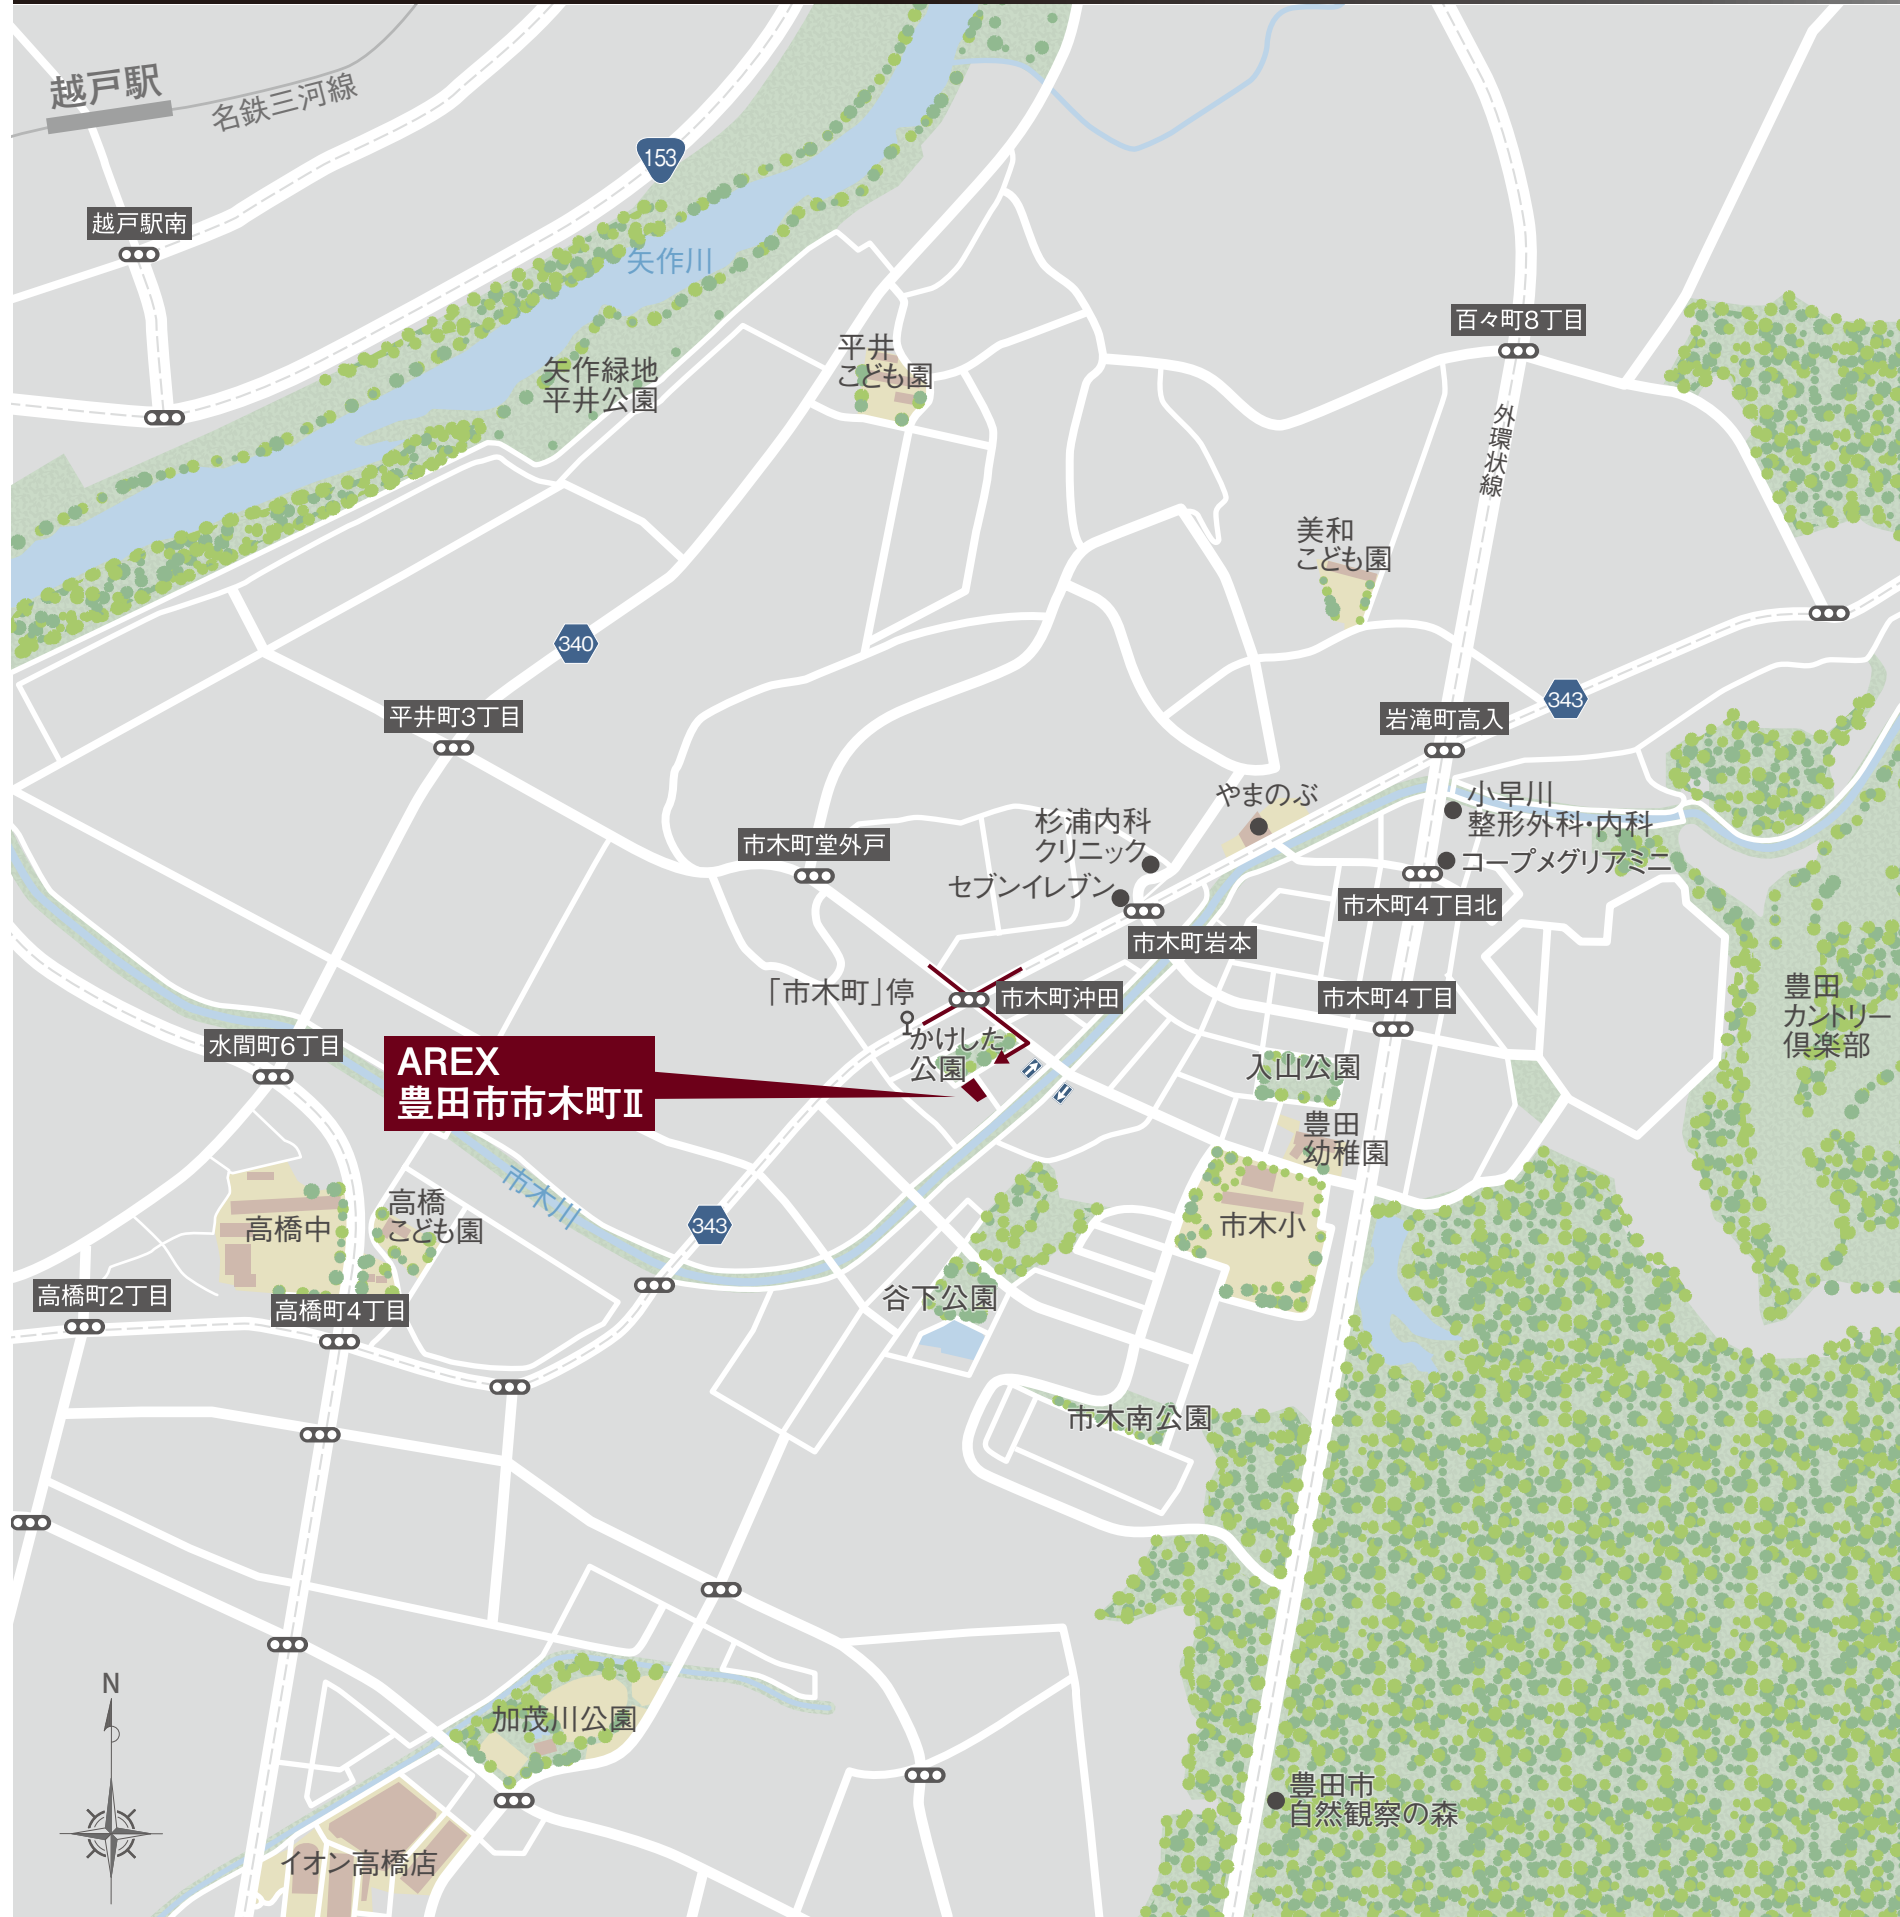 越戸駅
名鉄三河線
153
越戸駅南
矢作川
百々町8丁目
平井
こども園
矢作緑地
平井公園
外環状線
美和
こども園
340
343
平井町3丁目
岩滝町高入
やまのぶ
小早川
整形外科・内科
杉浦内科
クリニック
市木町堂外戸
コープメグリアミニ
セブンイレブン
市木町4丁目北
市木町岩本
「市木町」停
市木町沖田
市木町4丁目
豊田
カントリー
倶楽部
水間町6丁目
かけした
公園
AREX
豊田市市木町Ⅱ
入山公園
豊田
幼稚園
市木川
高橋
こども園
高橋中
343
市木小
高橋町2丁目
高橋町4丁目
谷下公園
市木南公園
N
加茂川公園
豊田市
自然観察の森
イオン高橋店